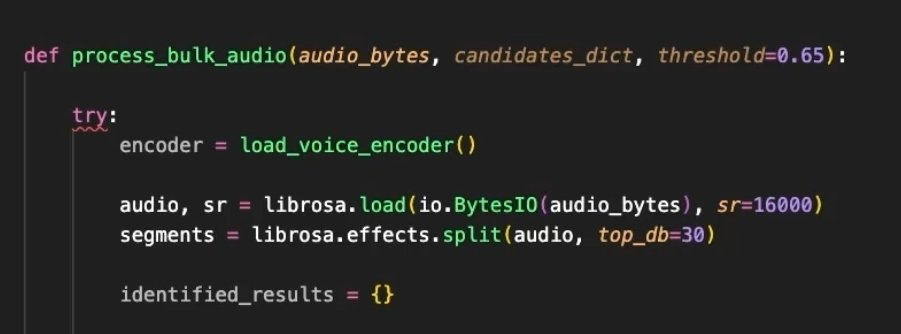 def process_bulk_audio(audio_bytes, candidates_dict, threshold=0.65):
try:
encoder = load_voice_encoder()
audio, sr = librosa.load(io.BytesIO(audio_bytes), sr=16000)
segments = librosa.effects.split(audio, top_db=30)
identified_results = {}